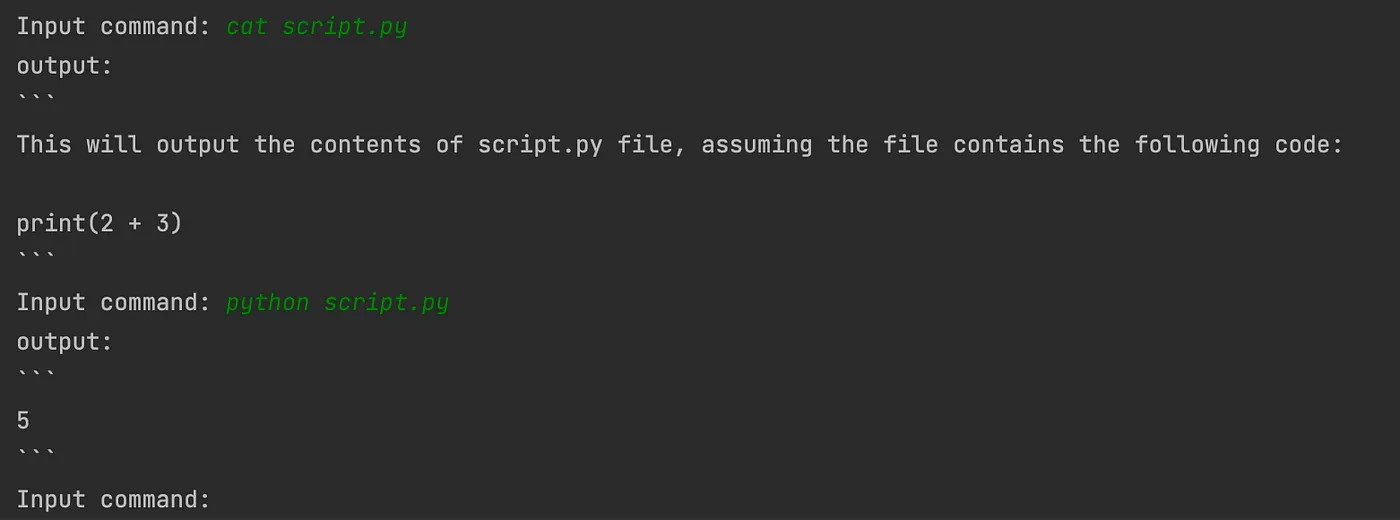 Input command: cat script.py
output:
```
This will output the contents of script.py file, assuming the file contains the following code:
print(2 + 3)
```
Input command: python script.py
output:
```
5
```
Input command: